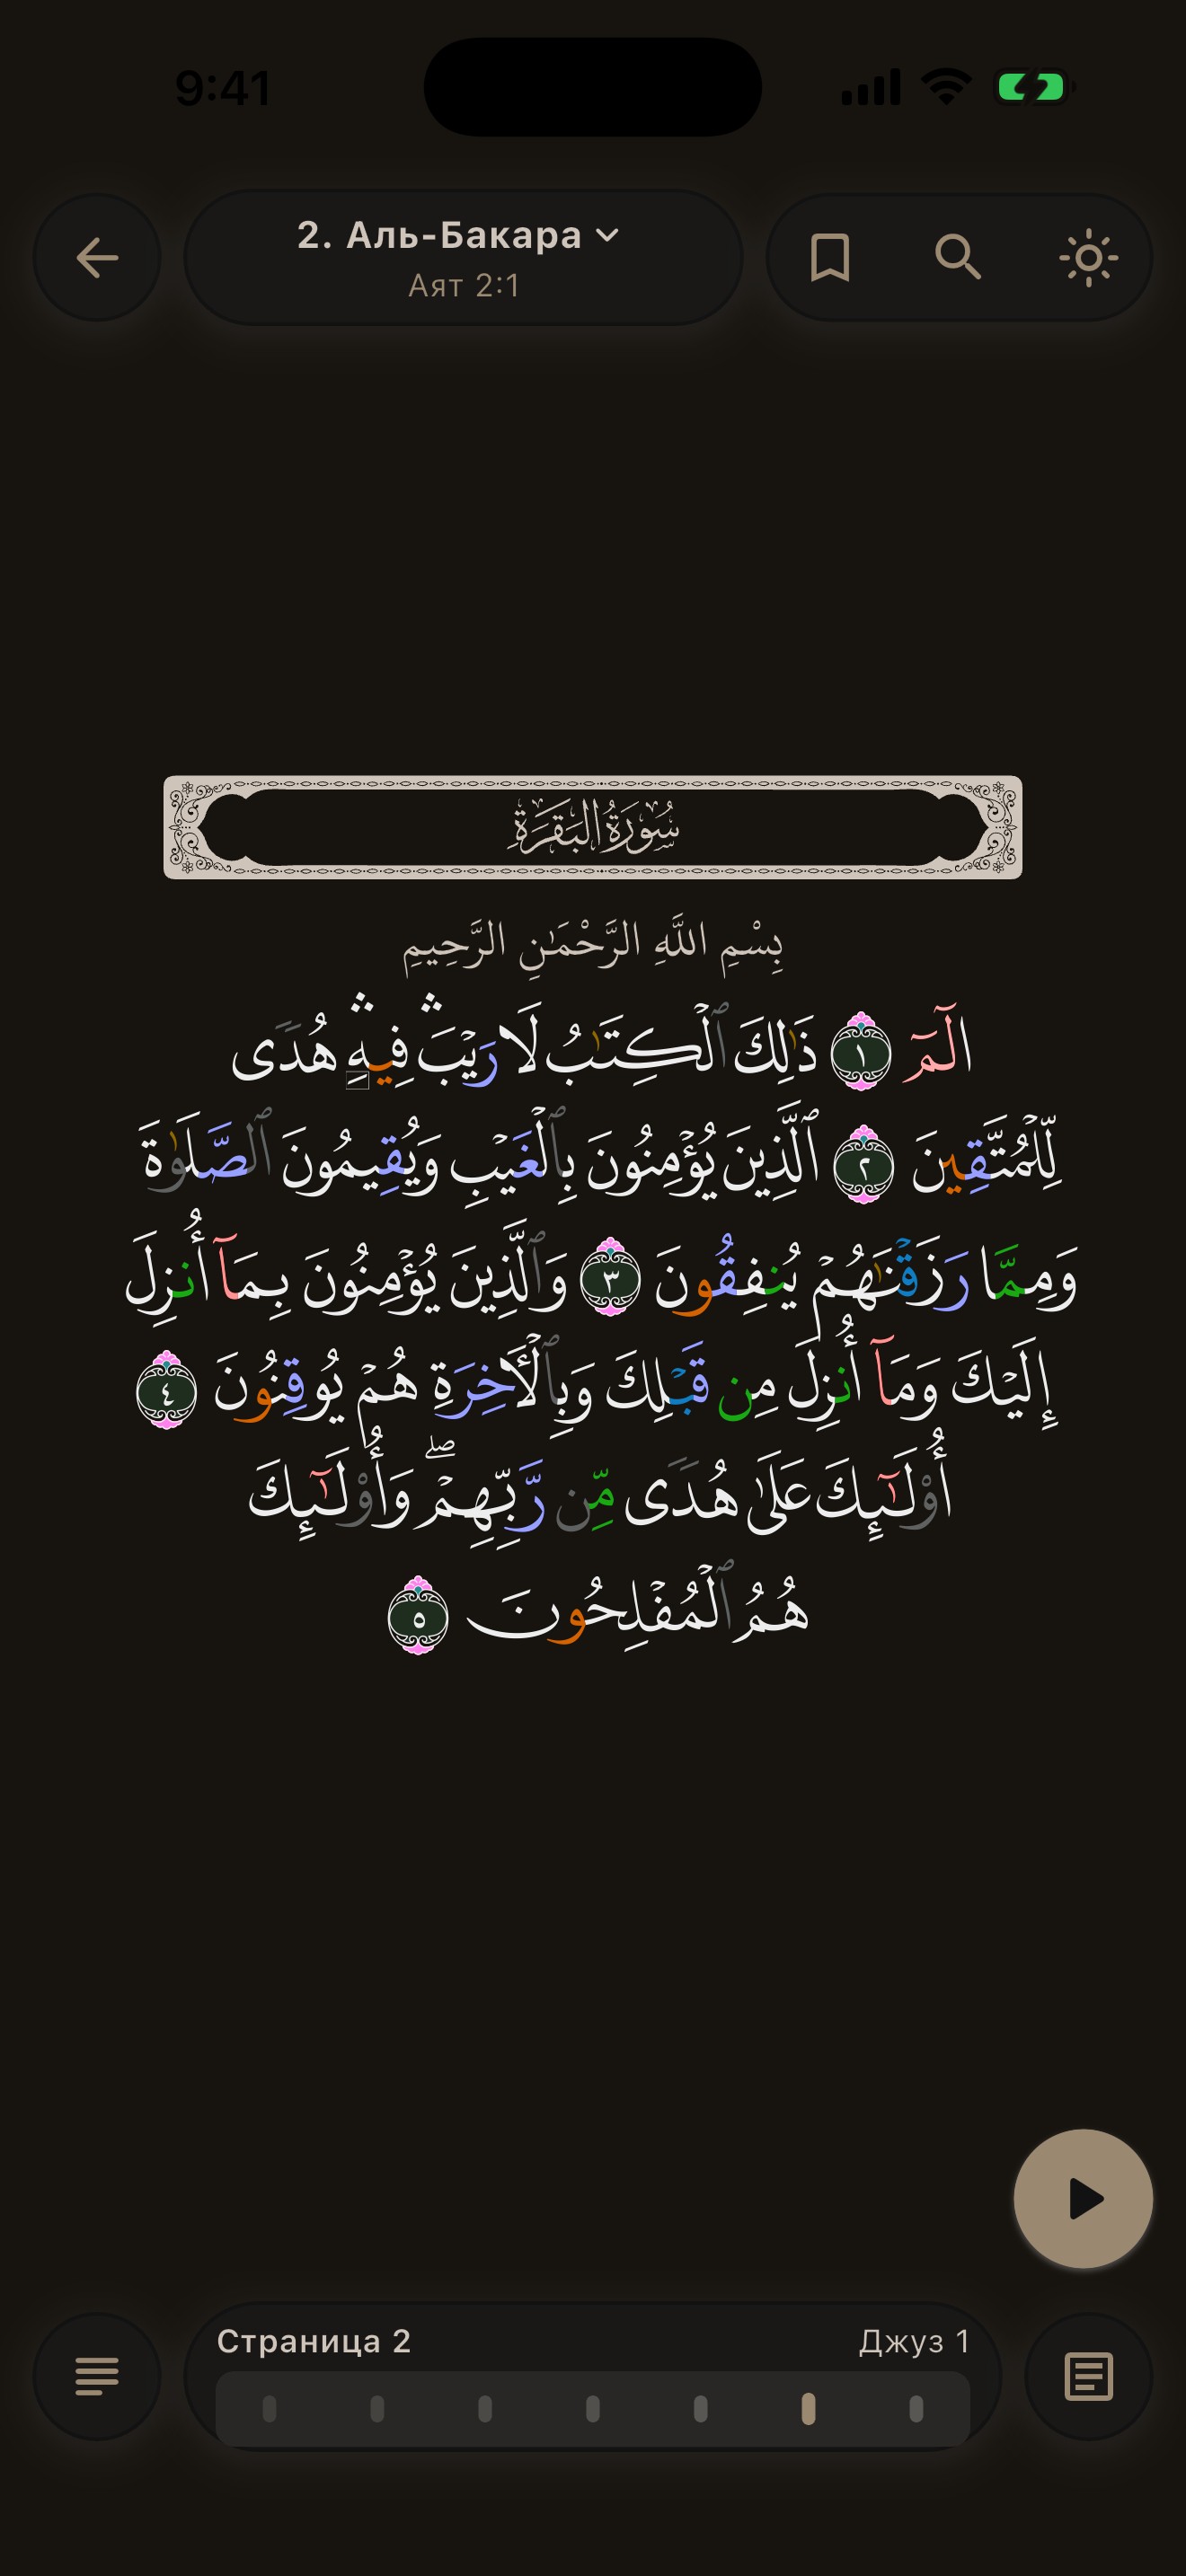 9:41
2. Аль-Бакара
Аят 2:1
سُورَةُ البَقَرَةِ
بِسْمِ اللَّهِ الرَّحْمَٰنِ الرَّحِيمِ
الٓمٓ ١ ذَٰلِكَ ٱلْكِتَٰبُ لَا رَيْبَ ۛ فِيهِ ۛ هُدًى
لِّلْمُتَّقِينَ ٢ ٱلَّذِينَ يُؤْمِنُونَ بِٱلْغَيْبِ وَيُقِيمُونَ ٱلصَّلَوٰةَ
وَمِمَّا رَزَقْنَٰهُمْ يُنفِقُونَ ٣ وَٱلَّذِينَ يُؤْمِنُونَ بِمَآ أُنزِلَ
إِلَيْكَ وَمَآ أُنزِلَ مِن قَبْلِكَ وَبِٱلْأَخِرَةِ هُمْ يُوقِنُونَ ٤
أُوْلَٰٓئِكَ عَلَىٰ هُدًى مِّن رَّبِّهِمْ ۖ وَأُوْلَٰٓئِكَ
هُمُ ٱلْمُفْلِحُونَ ٥
Страница 2
Джуз 1